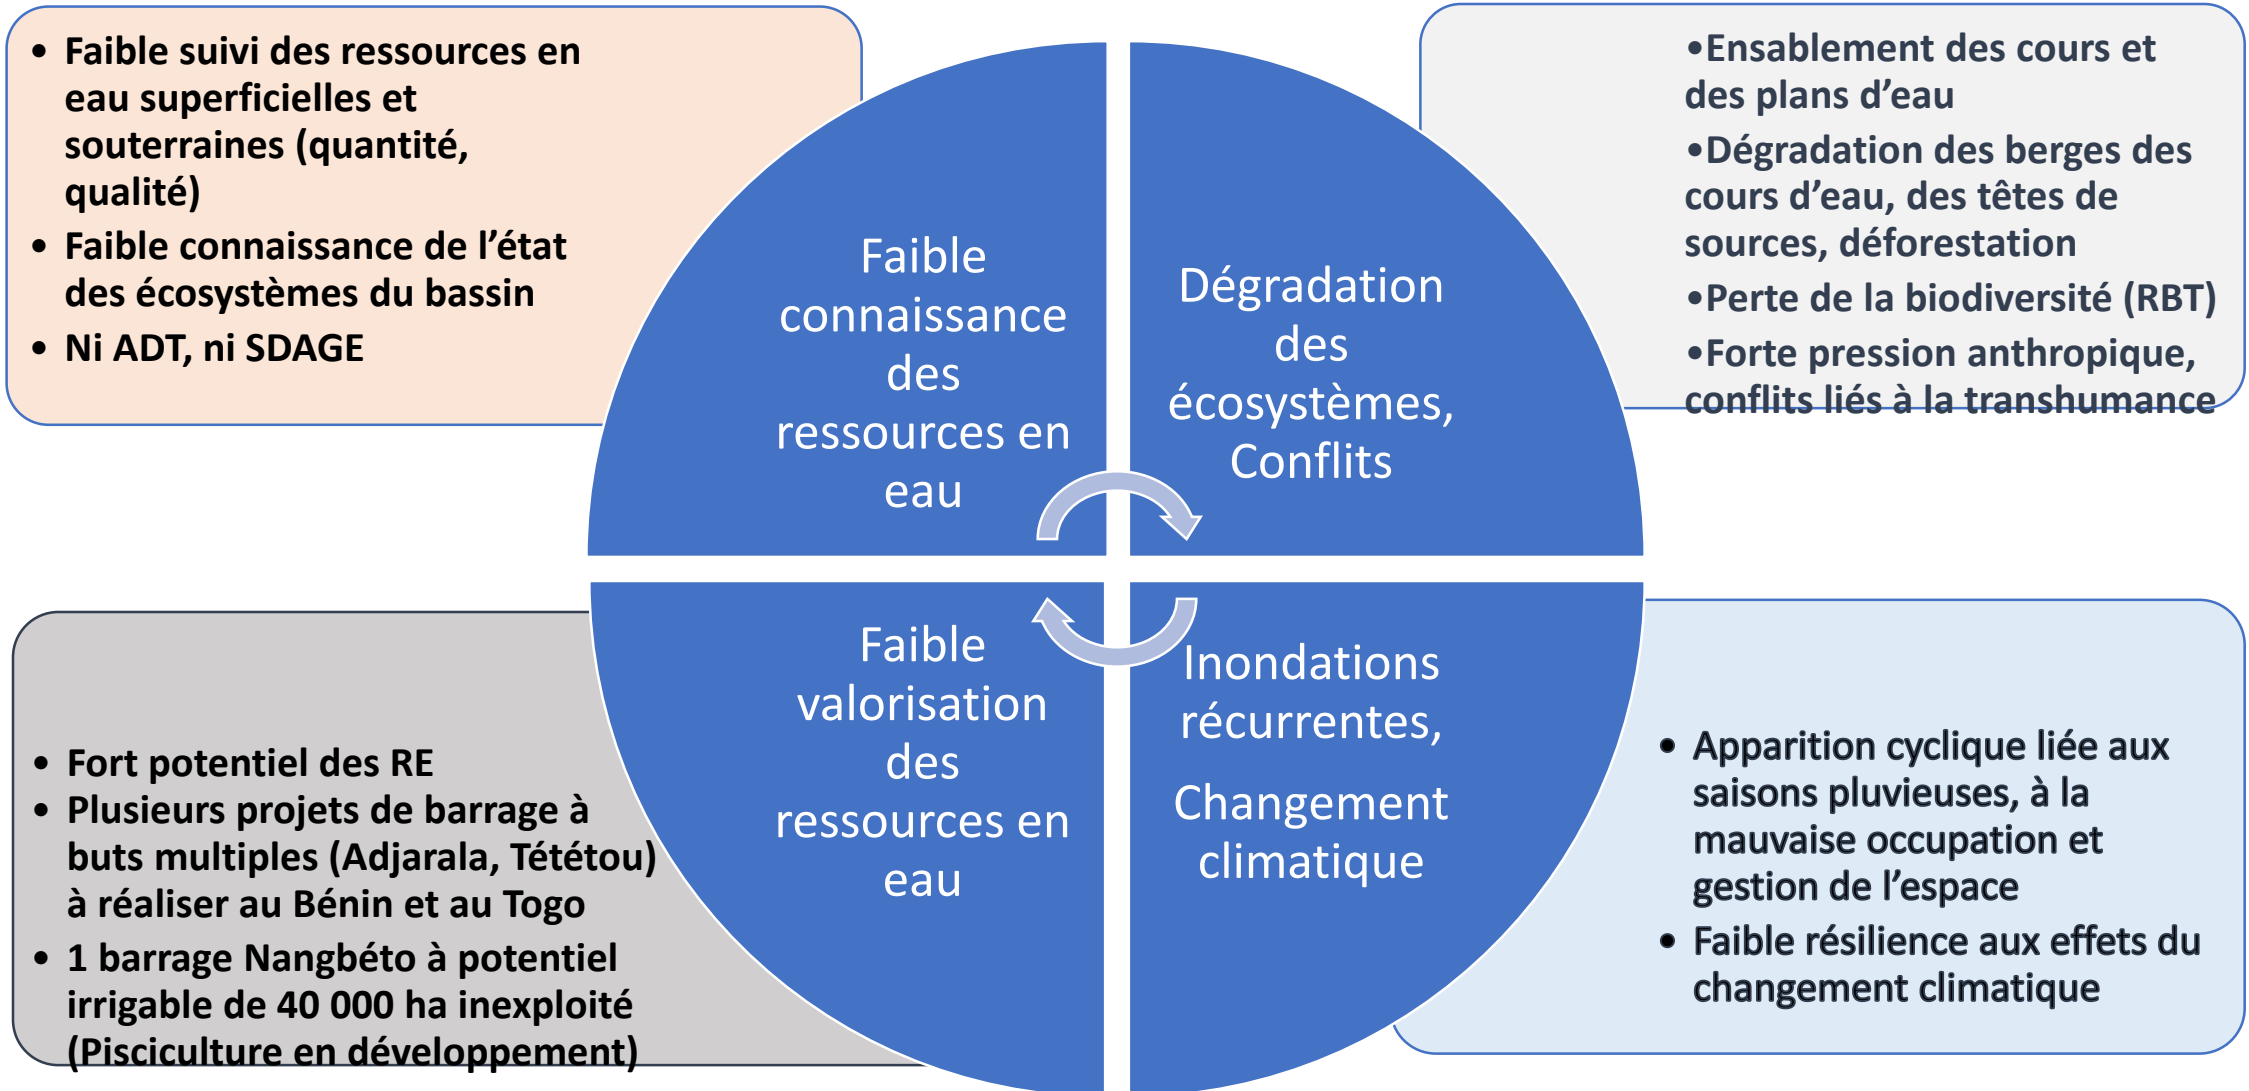 • Faible suivi des ressources en
eau superficielles et
souterraines (quantité,
qualité)
• Faible connaissance de l’état
des écosystèmes du bassin
• Ni ADT, ni SDAGE
Faible
connaissance
des
ressources en
eau
Dégradation
des
écosystèmes,
Conflits
•Ensablement des cours et
des plans d’eau
•Dégradation des berges des
cours d’eau, des têtes de
sources, déforestation
•Perte de la biodiversité (RBT)
•Forte pression anthropique,
conflits liés à la transhumance
• Fort potentiel des RE
• Plusieurs projets de barrage à
buts multiples (Adjarala, Tététou)
à réaliser au Bénin et au Togo
• 1 barrage Nangbéto à potentiel
irrigable de 40 000 ha inexploité
(Pisciculture en développement)
Faible
valorisation
des
ressources en
eau
Inondations
récurrentes,
Changement
climatique
• Apparition cyclique liée aux
saisons pluvieuses, à la
mauvaise occupation et
gestion de l’espace
• Faible résilience aux effets du
changement climatique